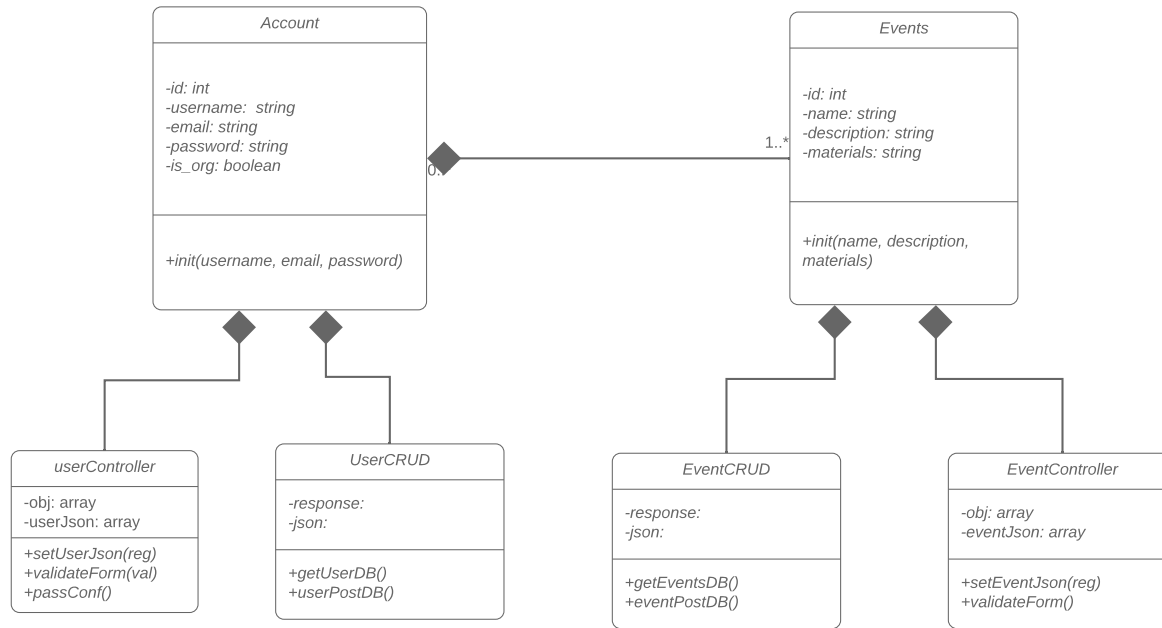 Account
-id: int
-username:  string
-email: string
-password: string
-is_org: boolean
+init(username, email, password)
Events
-id: int
-name: string
-description: string
-materials: string
+init(name, description,
materials)
1..*
userController
-obj: array
-userJson: array
+setUserJson(reg)
+validateForm(val)
+passConf()
UserCRUD
-response:
-json:
+getUserDB()
+userPostDB()
EventCRUD
-response:
-json:
+getEventsDB()
+eventPostDB()
EventController
-obj: array
-eventJson: array
+setEventJson(reg)
+validateForm()